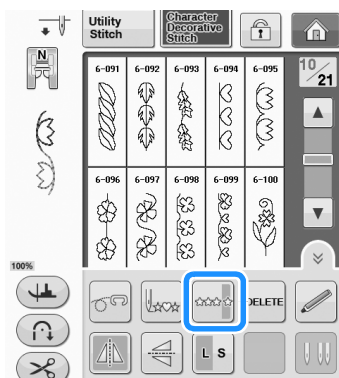 Utility
Stitch
Character
Decorative
Stitch
N
10/21
6-091 6-092 6-093 6-094 6-095
6-096 6-097 6-098 6-099 6-100
100%
DELETE
L S